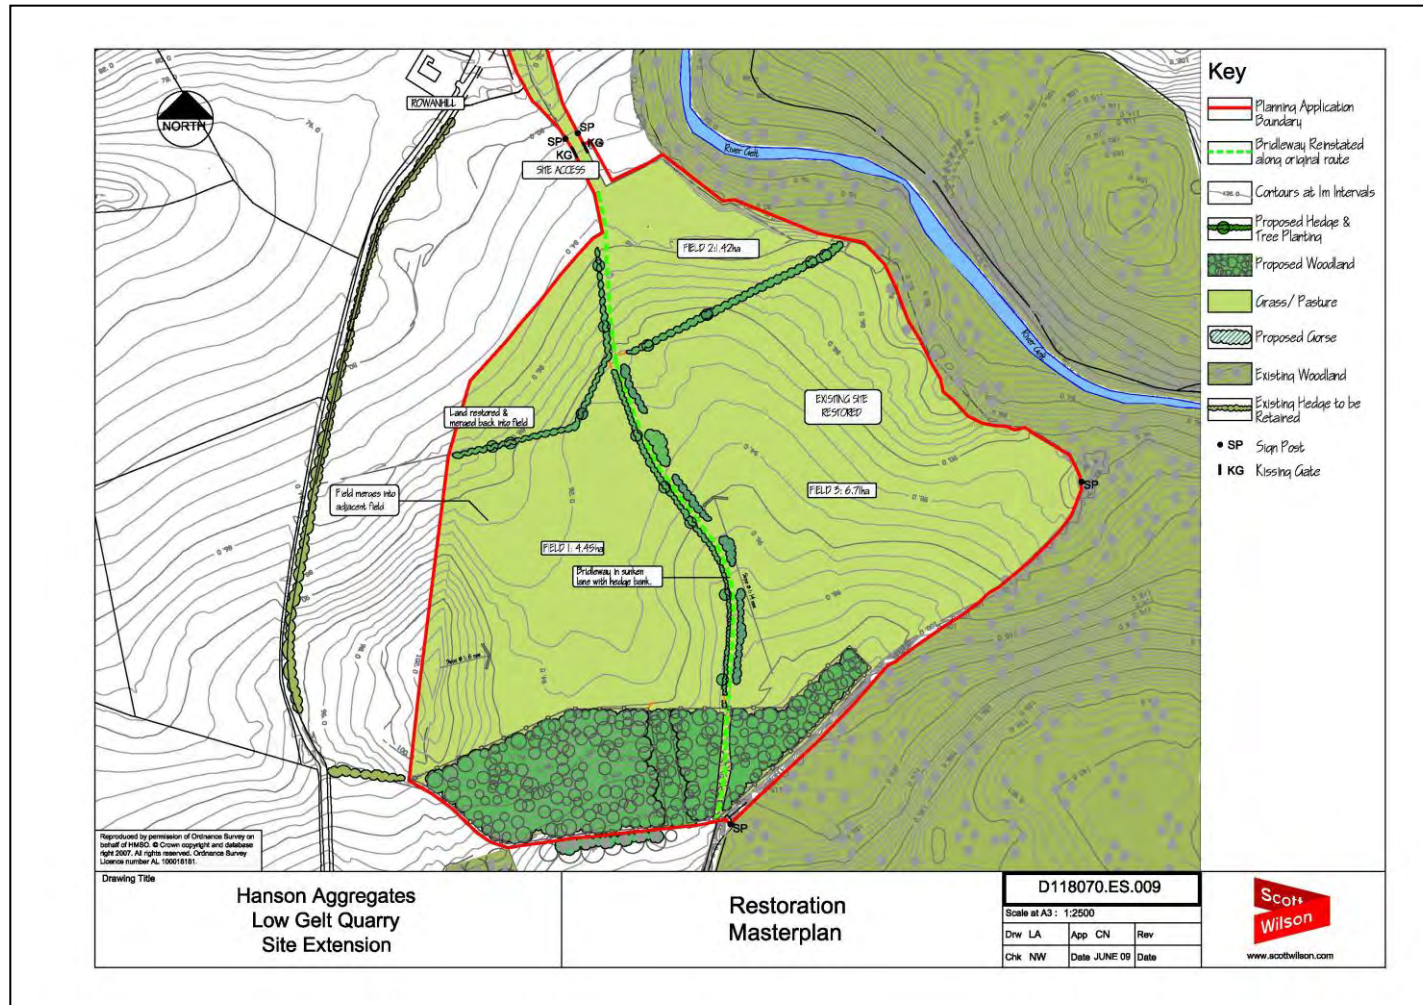 NORTH
ROWANHILL
SP
SP
KG
KG
SITE ACCESS
River Gelt
River Gelt
FIELD 2:1.42ha
EXISTING SITE
RESTORED
Land restored &
merged back into field
Field merges into
adjacent field
FIELD 3: 6.71ha
SP
FIELD 1: 4.45ha
Bridleway in sunken
lane with hedge bank.
SP
Key
Planning Application
Boundary
Bridleway Reinstated
along original route
Contours at 1m Intervals
Proposed Hedge &
Tree Planting
Proposed Woodland
Grass/ Pasture
Proposed Gorse
Existing Woodland
Existing Hedge to be
Retained
SP Sign Post
KG Kissing Gate
Reproduced by permission of Ordnance Survey on
behalf of HMSO. © Crown copyright and database
right 2007. All rights reserved. Ordnance Survey
Licence number AL 100018181.
Drawing Title
Hanson Aggregates
Low Gelt Quarry
Site Extension
Restoration
Masterplan
D118070.ES.009
Scale at A3 : 1:2500
Drw LA App CN Rev
Chk NW Date JUNE 09 Date
Scott
Wilson
www.scottwilson.com